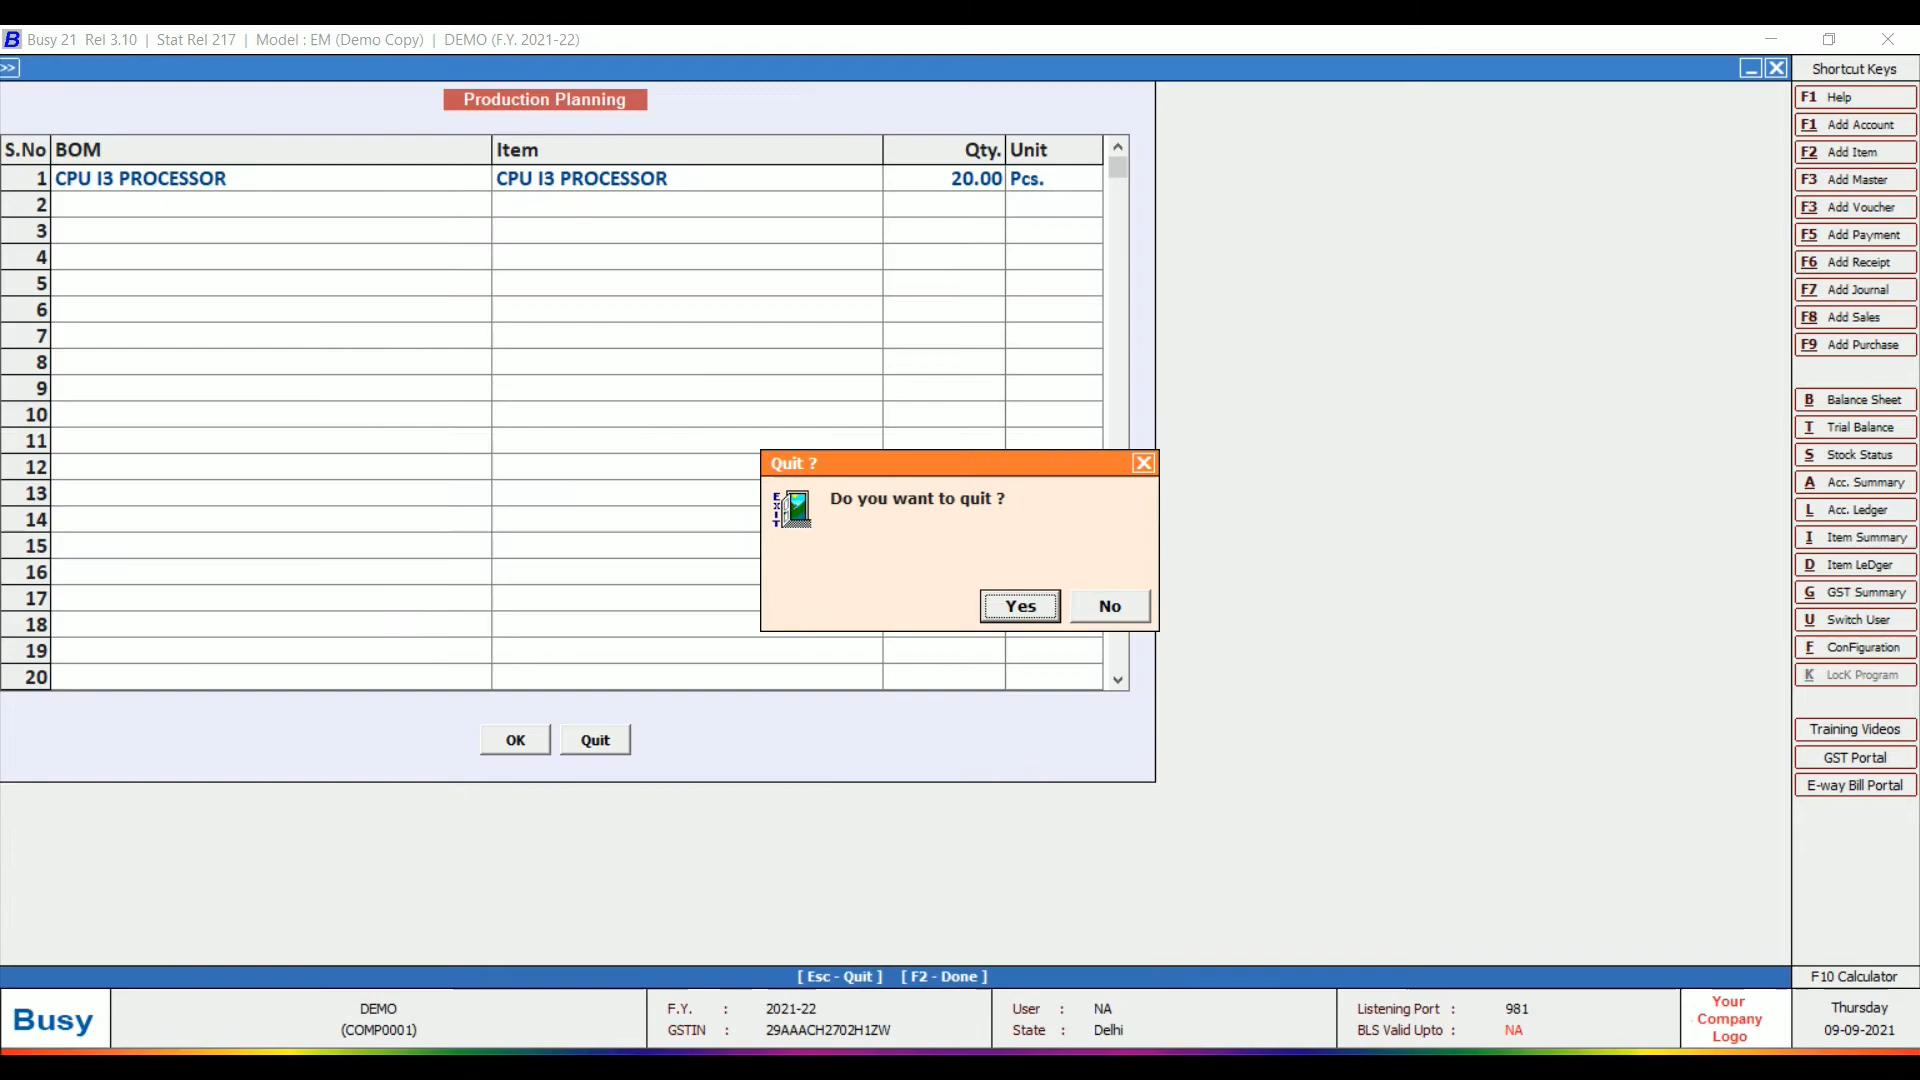 B Busy 21 Rel 3.10 | Stat Rel 217 | Model : EM (Demo Copy) | DEMO (F.Y. 2021-22)
>>
Shortcut Keys
Production Planning
S.No BOM Item Qty. Unit
1 CPU I3 PROCESSOR CPU I3 PROCESSOR 20.00 Pcs.
2
3
4
5
6
7
8
9
10
11
12
13
14
15
16
17
18
19
20
Quit ?
EXIT
Do you want to quit ?
Yes No
OK Quit
F1 Help
F1 Add Account
F2 Add Item
F3 Add Master
F3 Add Voucher
F5 Add Payment
F6 Add Receipt
F7 Add Journal
F8 Add Sales
F9 Add Purchase
B Balance Sheet
T Trial Balance
S Stock Status
A Acc. Summary
L Acc. Ledger
I Item Summary
D Item LeDger
G GST Summary
U Switch User
F ConFiguration
K LocK Program
Training Videos
GST Portal
E-way Bill Portal
[ Esc - Quit ] [ F2 - Done ]
F10 Calculator
Busy
DEMO
(COMP0001)
F.Y. : 2021-22
GSTIN : 29AAACH2702H1ZW
User : NA
State : Delhi
Listening Port : 981
BLS Valid Upto : NA
Your
Company
Logo
Thursday
09-09-2021